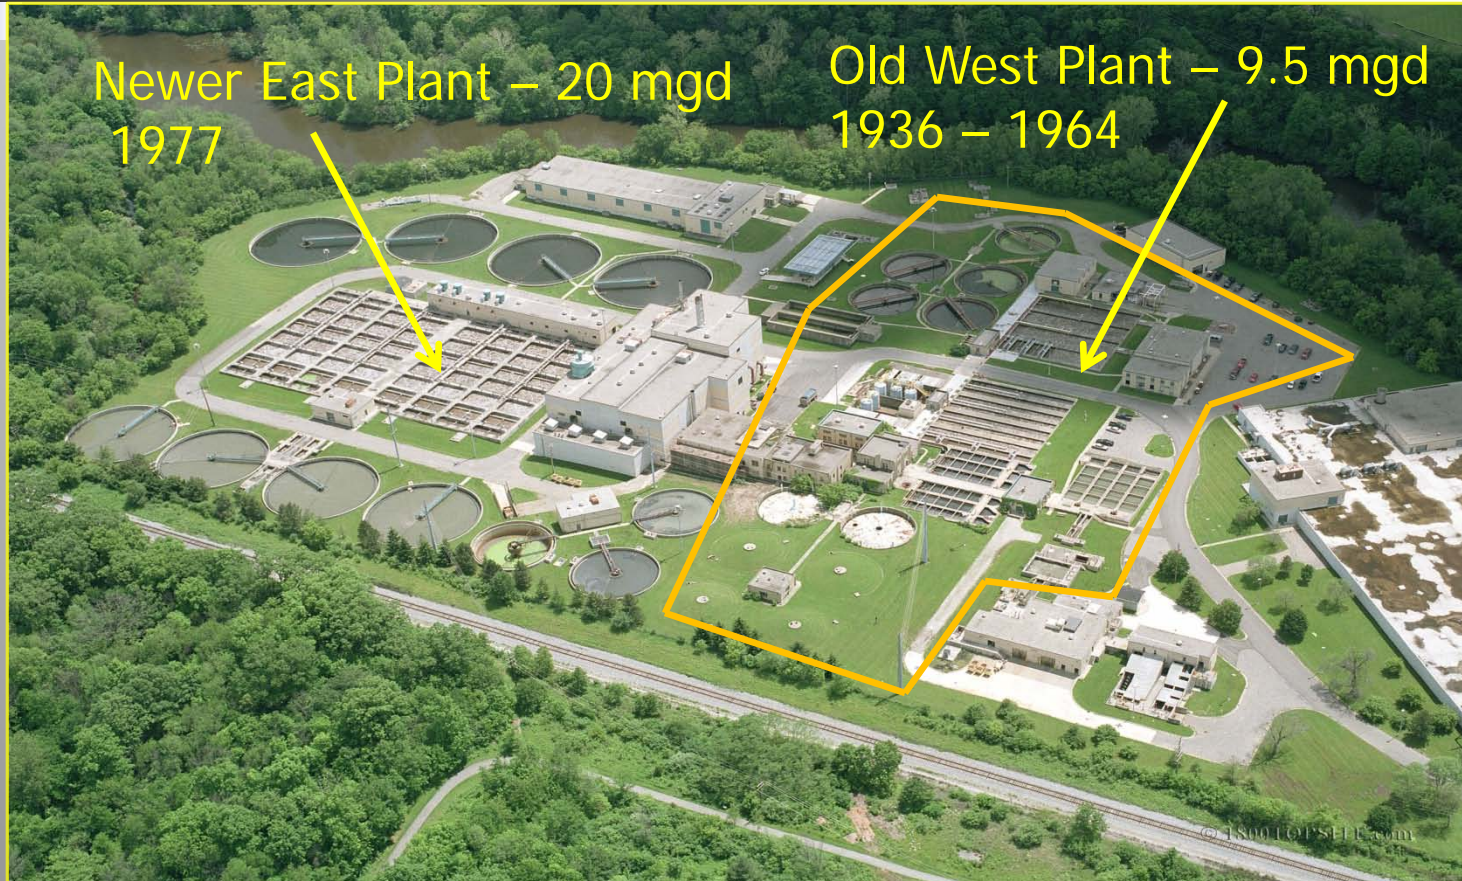 Newer East Plant – 20 mgd
1977
Old West Plant – 9.5 mgd
1936 – 1964